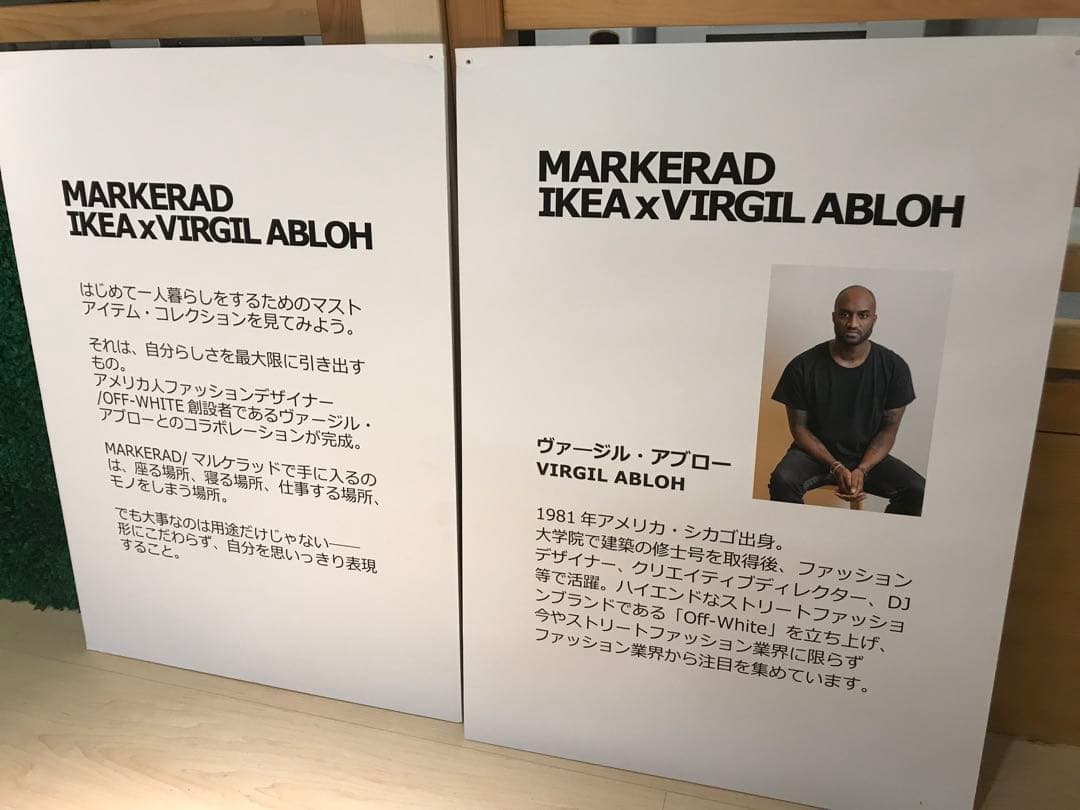 MARKERAD
IKEA x VIRGIL ABLOH
はじめて一人暮らしをするためのマスト
アイテム・コレクションを見てみよう。
それは、自分らしさを最大限に引き出す
もの。
アメリカ人ファッションデザイナー
/OFF-WHITE 創設者であるヴァージル・
アブローとのコラボレーションが完成。
MARKERAD/ マルケラッドで手に入るの
は、座る場所、寝る場所、仕事する場所、
モノをしまう場所。
でも大事なのは用途だけじゃない——
形にこだわらず、自分を思いっきり表現
すること。
MARKERAD
IKEA x VIRGIL ABLOH
ヴァージル・アブロー
VIRGIL ABLOH
1981 年アメリカ・シカゴ出身。
大学院で建築の修士号を取得後、ファッション
デザイナー、クリエイティブディレクター、DJ
等で活躍。ハイエンドなストリートファッショ
ンブランドである「Off-White」を立ち上げ、
今やストリートファッション業界に限らず
ファッション業界から注目を集めています。